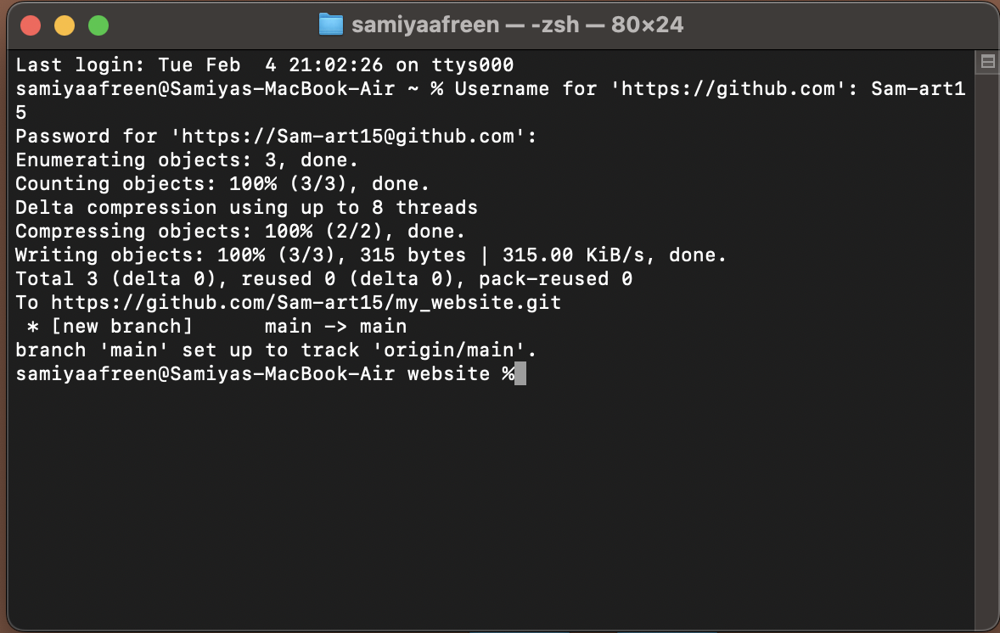 samiyaafreen — -zsh — 80×24
Last login: Tue Feb  4 21:02:26 on ttys000
samiyaafreen@Samiyas-MacBook-Air ~ % Username for 'https://github.com': Sam-art1
5
Password for 'https://Sam-art15@github.com':
Enumerating objects: 3, done.
Counting objects: 100% (3/3), done.
Delta compression using up to 8 threads
Compressing objects: 100% (2/2), done.
Writing objects: 100% (3/3), 315 bytes | 315.00 KiB/s, done.
Total 3 (delta 0), reused 0 (delta 0), pack-reused 0
To https://github.com/Sam-art15/my_website.git
 * [new branch]      main -> main
branch 'main' set up to track 'origin/main'.
samiyaafreen@Samiyas-MacBook-Air website %